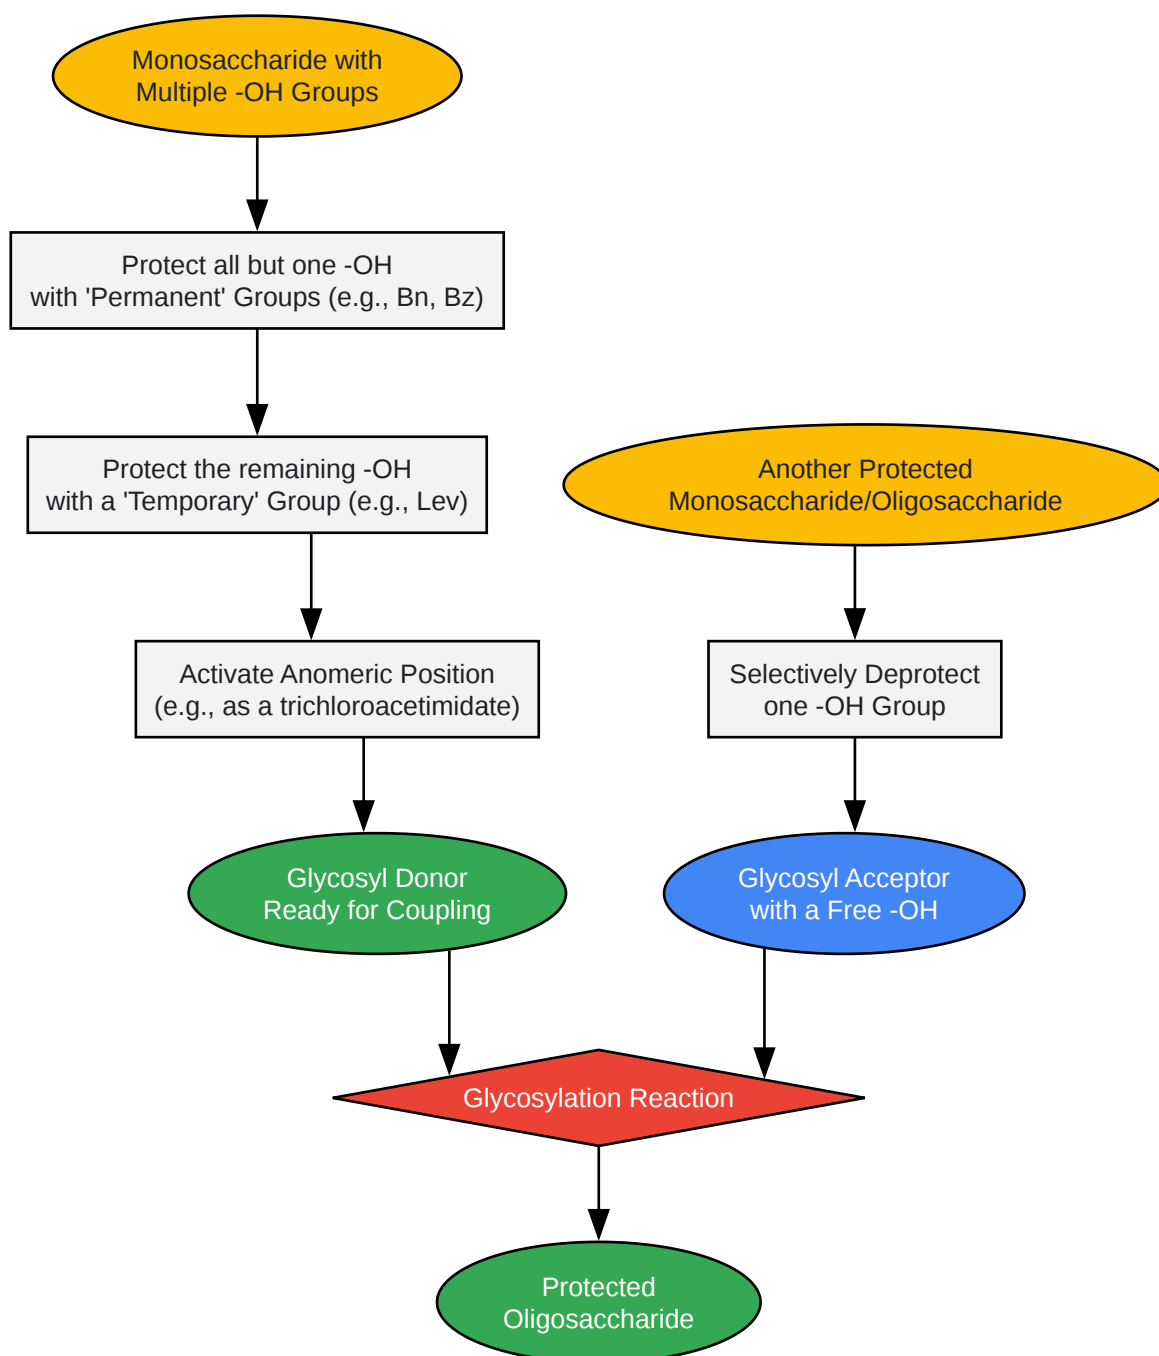 Monosaccharide with
Multiple -OH Groups
Protect all but one -OH
with 'Permanent' Groups (e.g., Bn, Bz)
Protect the remaining -OH
with a 'Temporary' Group (e.g., Lev)
Another Protected
Monosaccharide/Oligosaccharide
Activate Anomeric Position
(e.g., as a trichloroacetimidate)
Selectively Deprotect
one -OH Group
Glycosyl Donor
Ready for Coupling
Glycosyl Acceptor
with a Free -OH
Glycosylation Reaction
Protected
Oligosaccharide